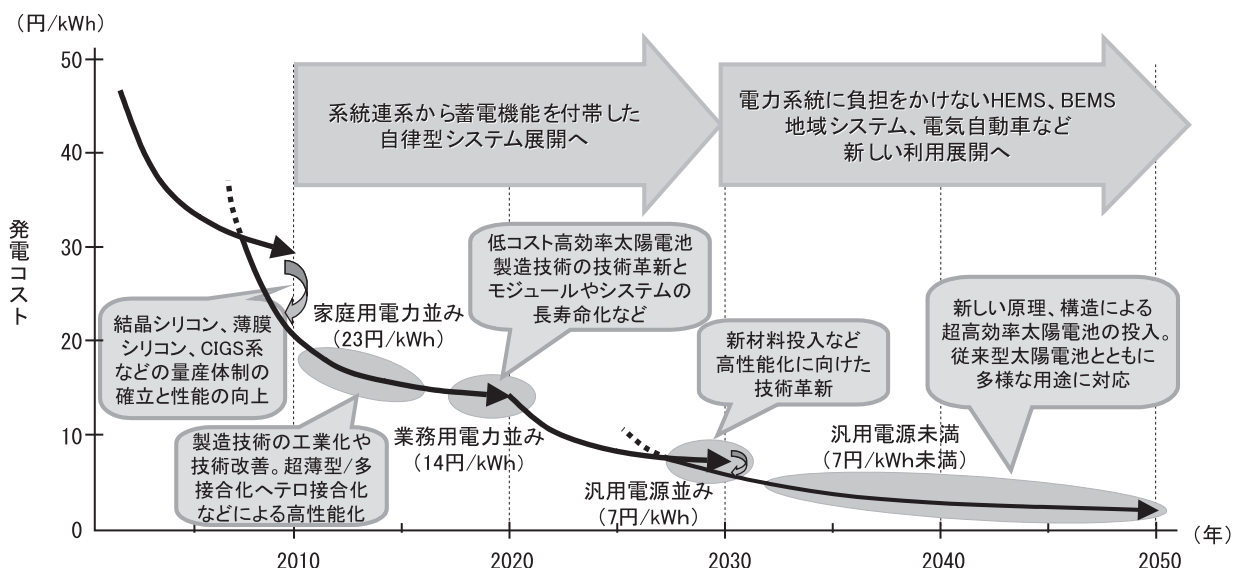 （円/kWh）
50
40
30
20
10
0
発電コスト
系統連系から蓄電機能を付帯した
自律型システム展開へ
電力系統に負担をかけないHEMS、BEMS
地域システム、電気自動車など
新しい利用展開へ
結晶シリコン、薄膜
シリコン、CIGS系
などの量産体制の
確立と性能の向上
家庭用電力並み
（23円/kWh）
低コスト高効率太陽電池
製造技術の技術革新と
モジュールやシステムの
長寿命化など
製造技術の工業化や
技術改善。超薄型/多
接合化ヘテロ接合化
などによる高性能化
業務用電力並み
（14円/kWh）
新材料投入など
高性能化に向けた
技術革新
汎用電源並み
（7円/kWh）
新しい原理、構造による
超高効率太陽電池の投入。
従来型太陽電池とともに
多様な用途に対応
汎用電源未満
（7円/kWh未満）
2010
2020
2030
2040
2050
（年）